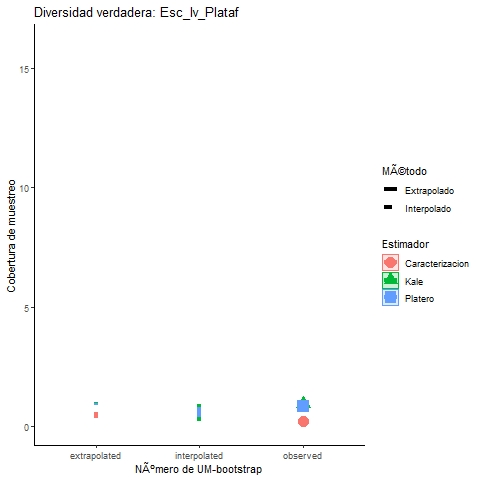 Diversidad verdadera: Esc_lv_Plataf
Cobertura de muestreo
15
10
5
0
extrapolated interpolated observed
NÃºmero de UM-bootstrap
MÃ©todo
Extrapolado
Interpolado
Estimador
Caracterizacion
Kale
Platero